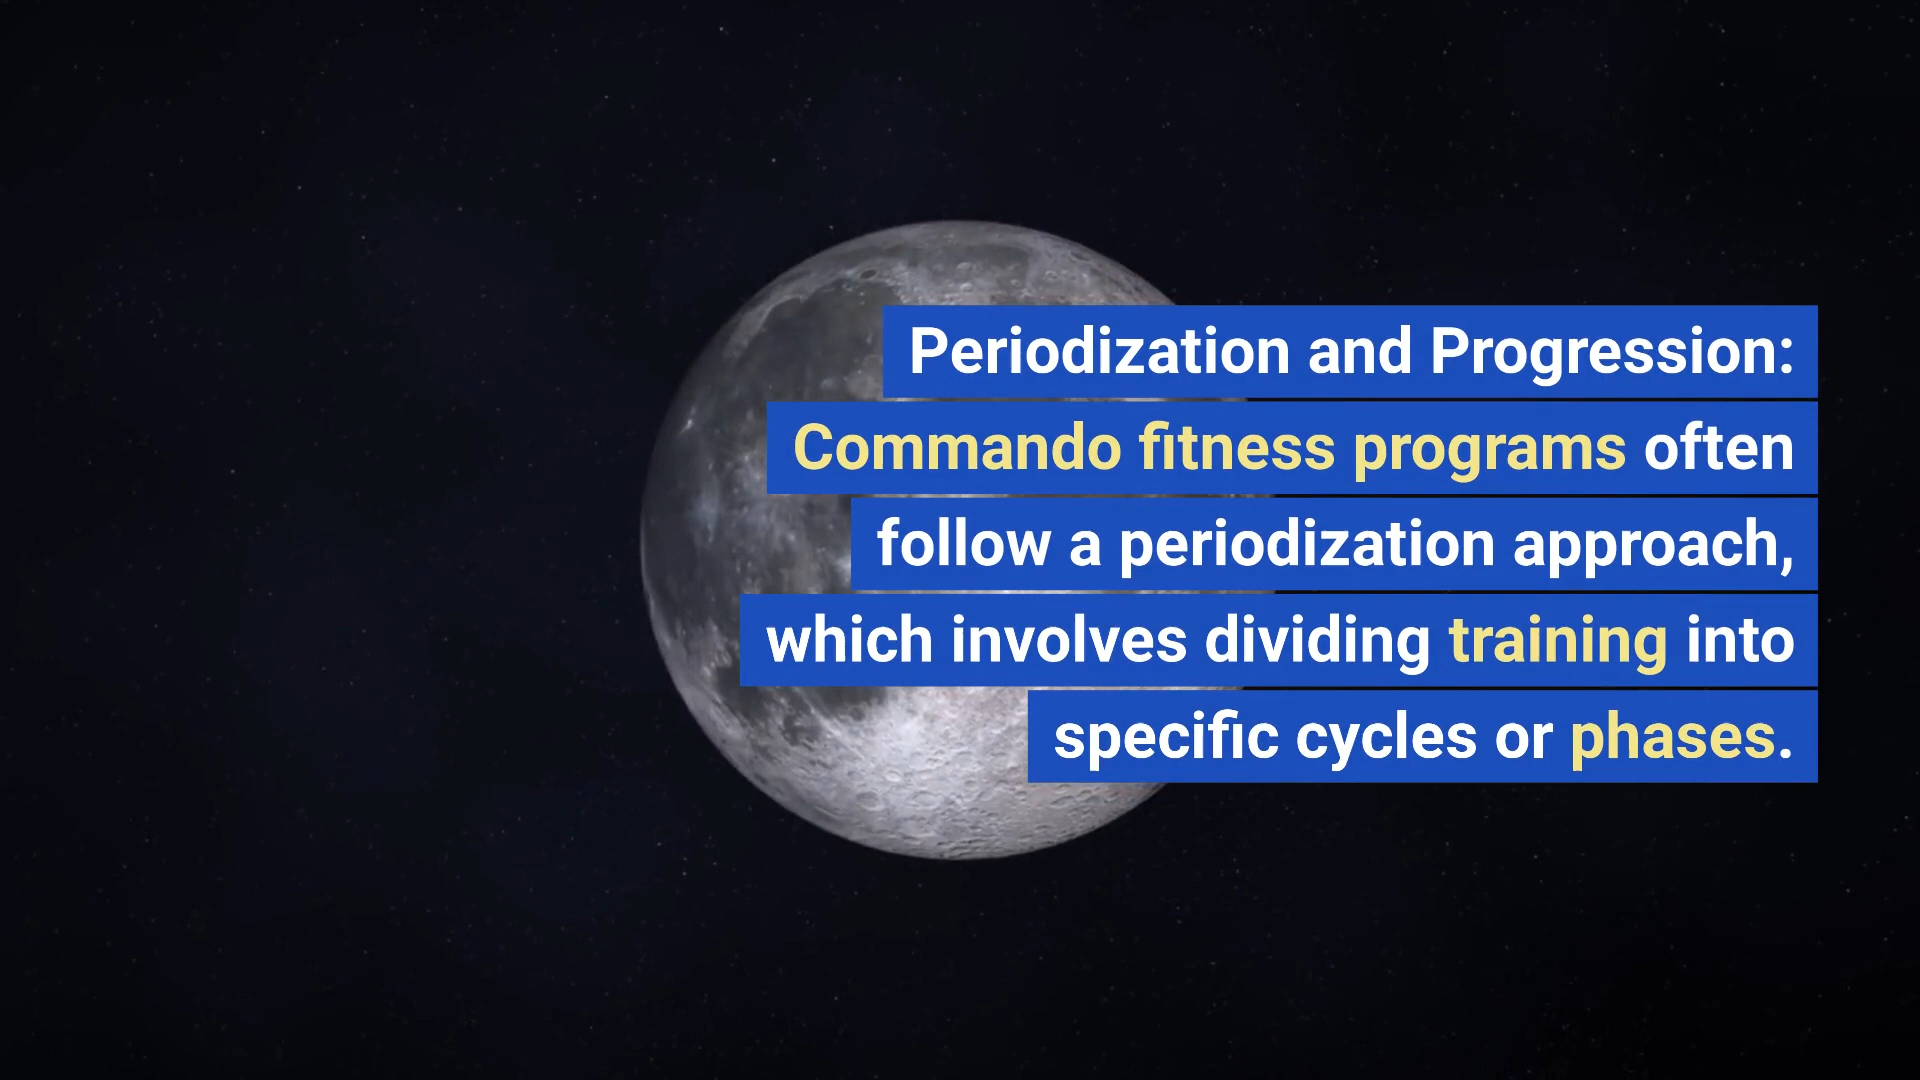 Periodization and Progression:
Commando fitness programs often
follow a periodization approach,
which involves dividing training into
specific cycles or phases.